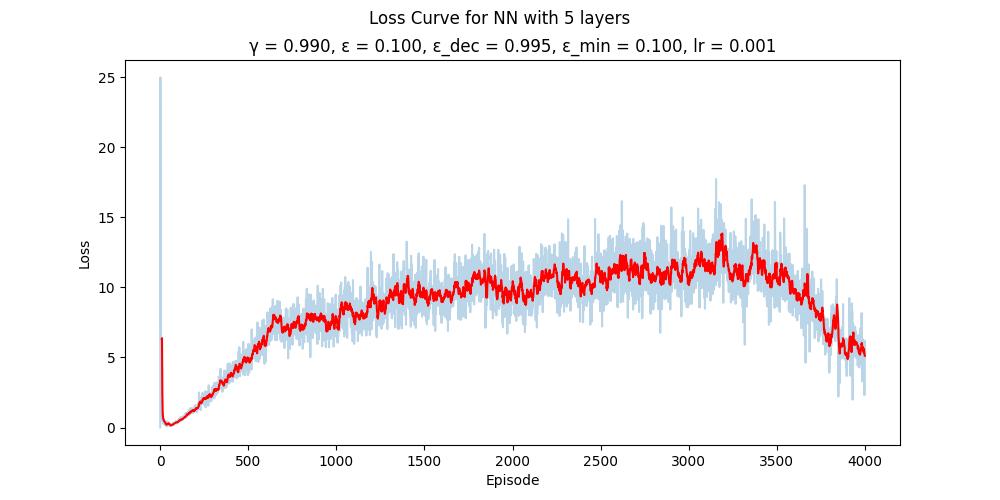 Loss Curve for NN with 5 layers
γ = 0.990, ε = 0.100, ε_dec = 0.995, ε_min = 0.100, lr = 0.001
25
20
15
10
5
0
Loss
0 500 1000 1500 2000 2500 3000 3500 4000
Episode